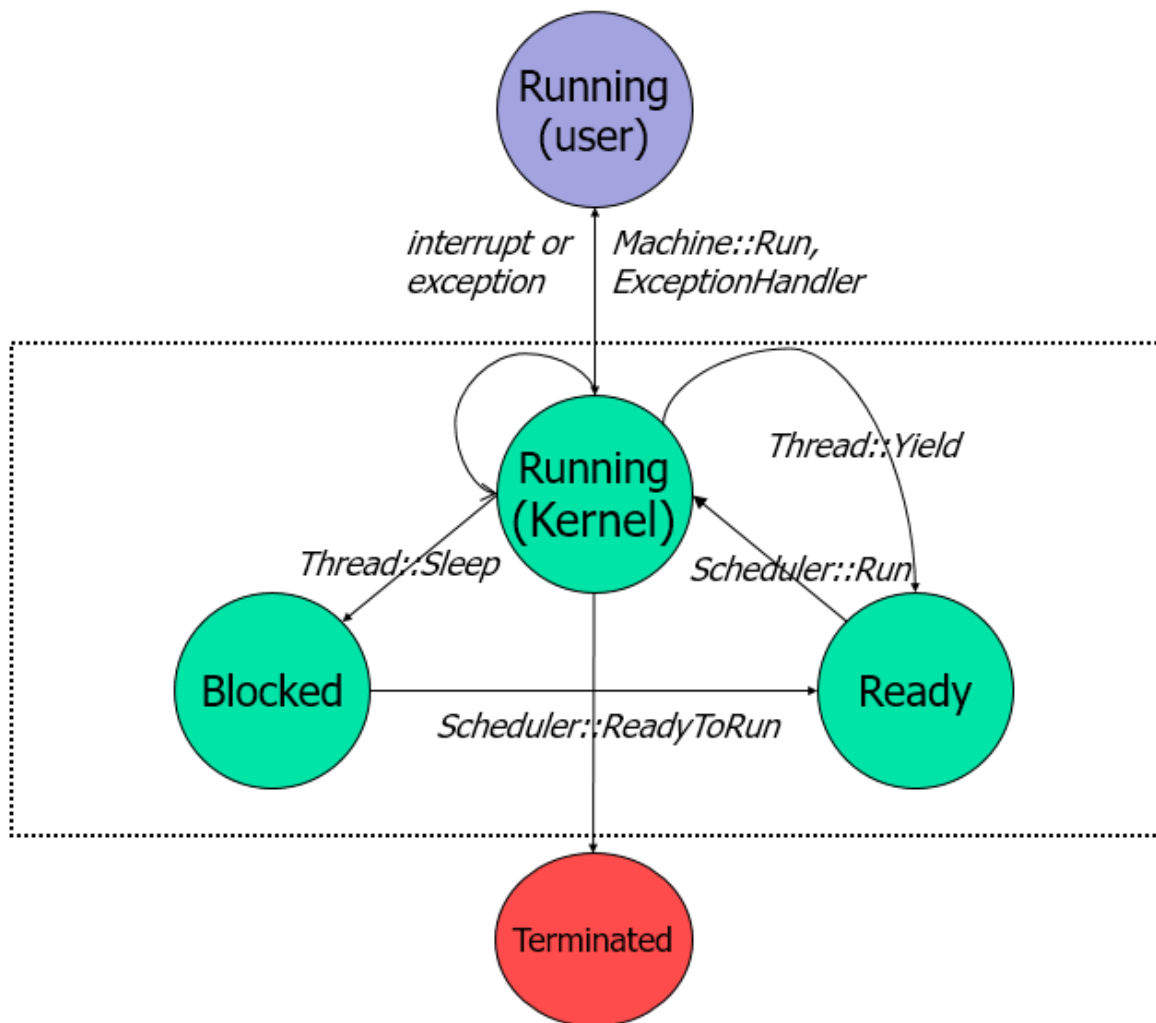 Running
(user)
interrupt or
exception
Machine::Run,
ExceptionHandler
Thread::Yield
Running
(Kernel)
Thread::Sleep
Scheduler::Run
Blocked
Ready
Scheduler::ReadyToRun
Terminated